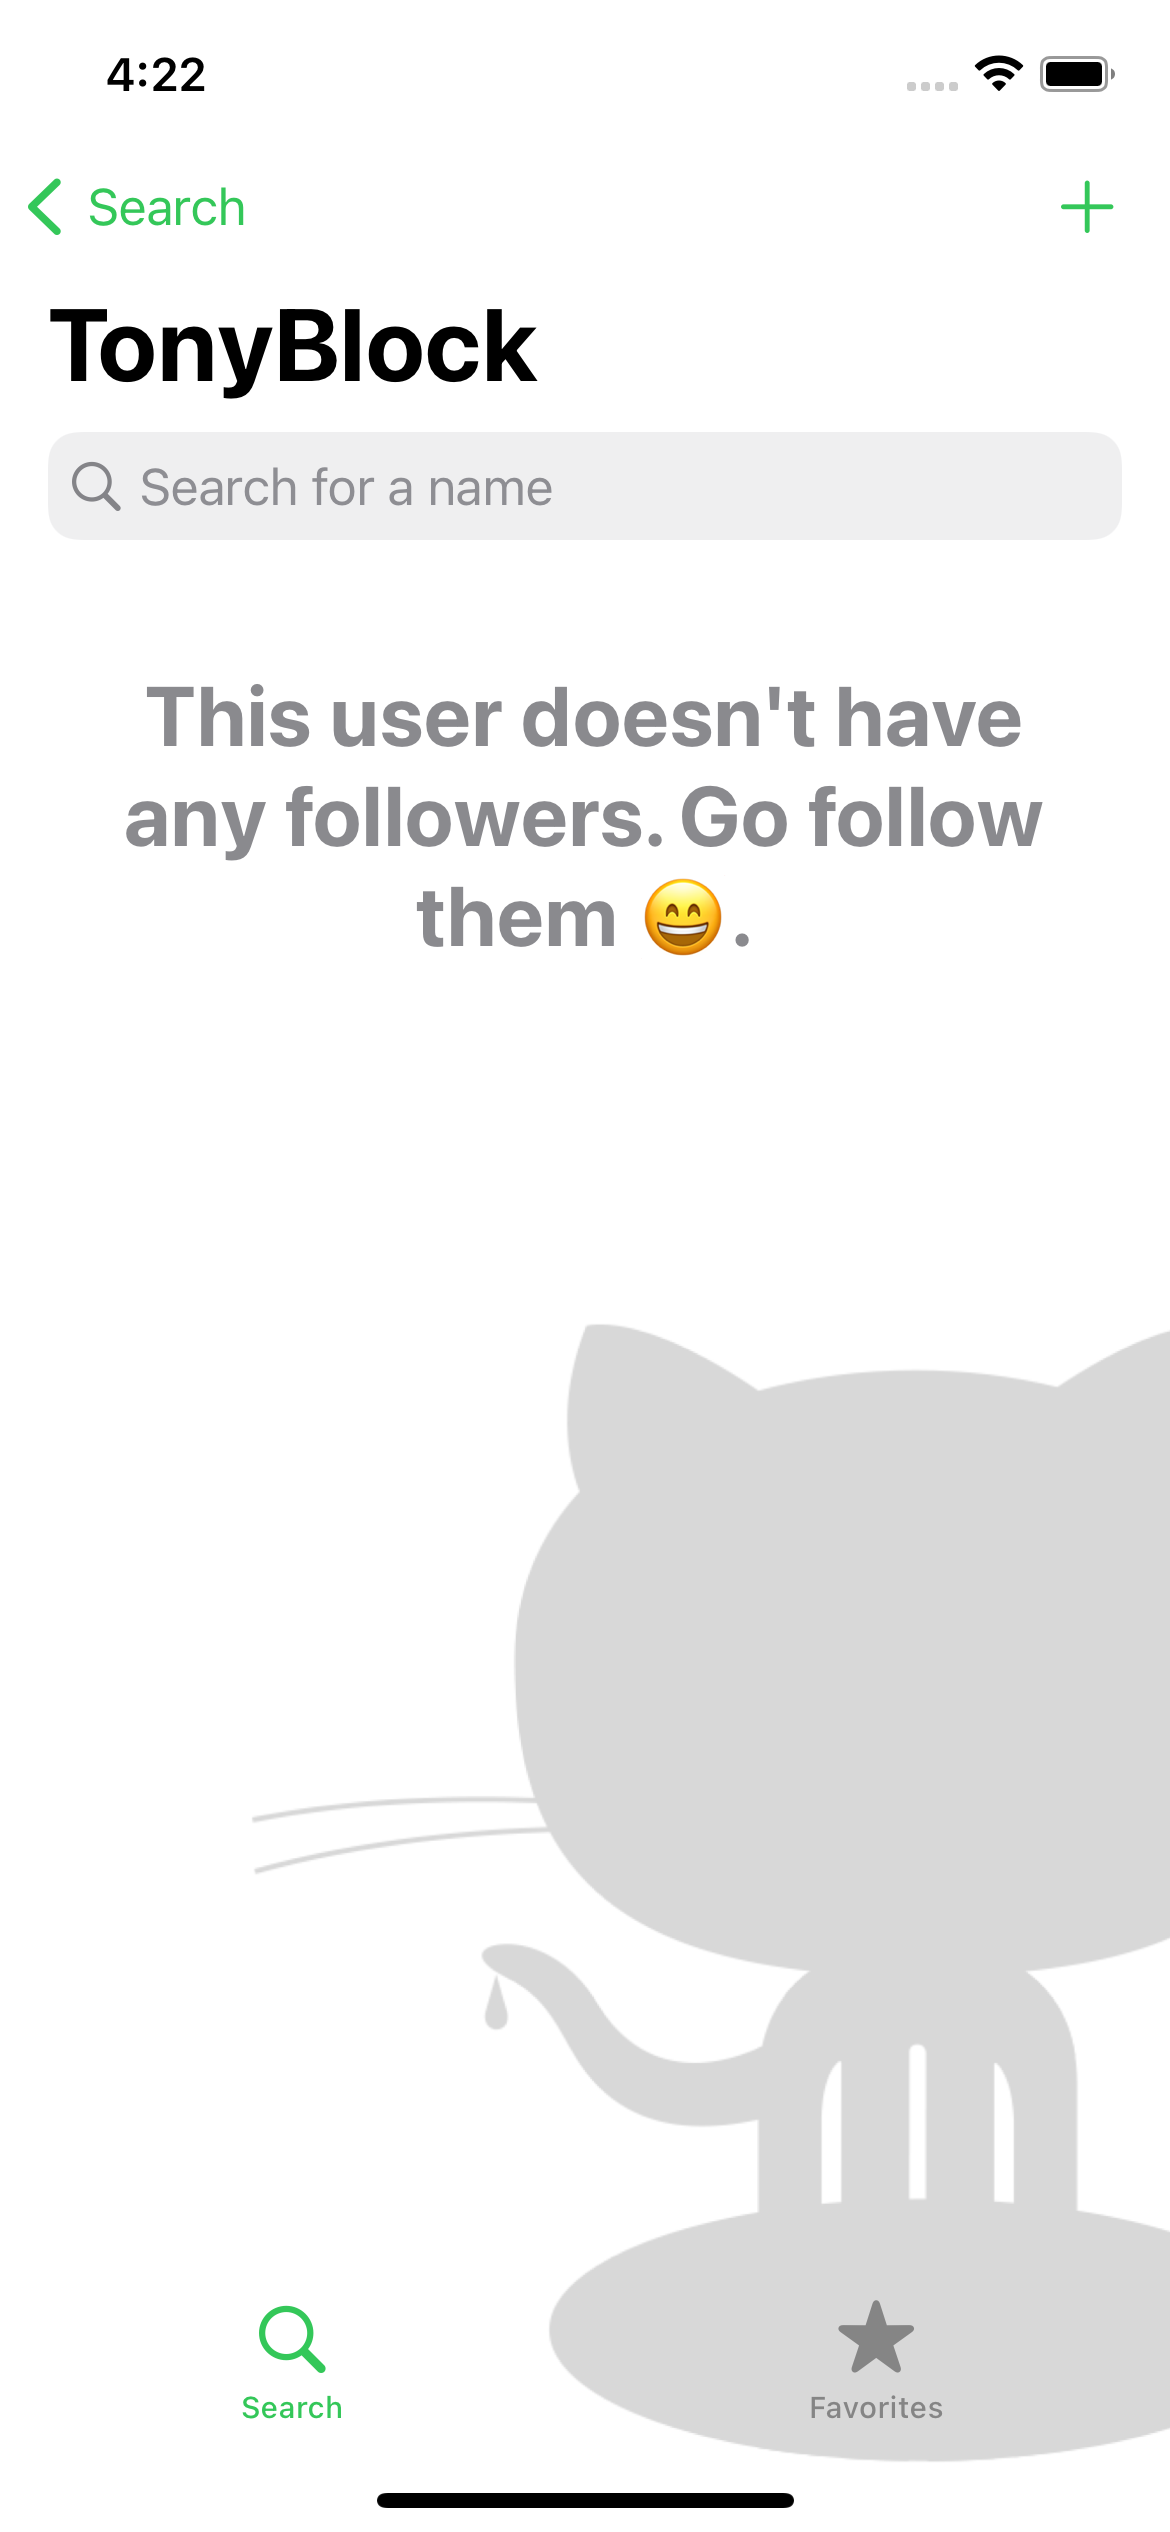 4:22
Search
TonyBlock
Search for a name
This user doesn't have
any followers. Go follow
them 😄.
Search
Favorites